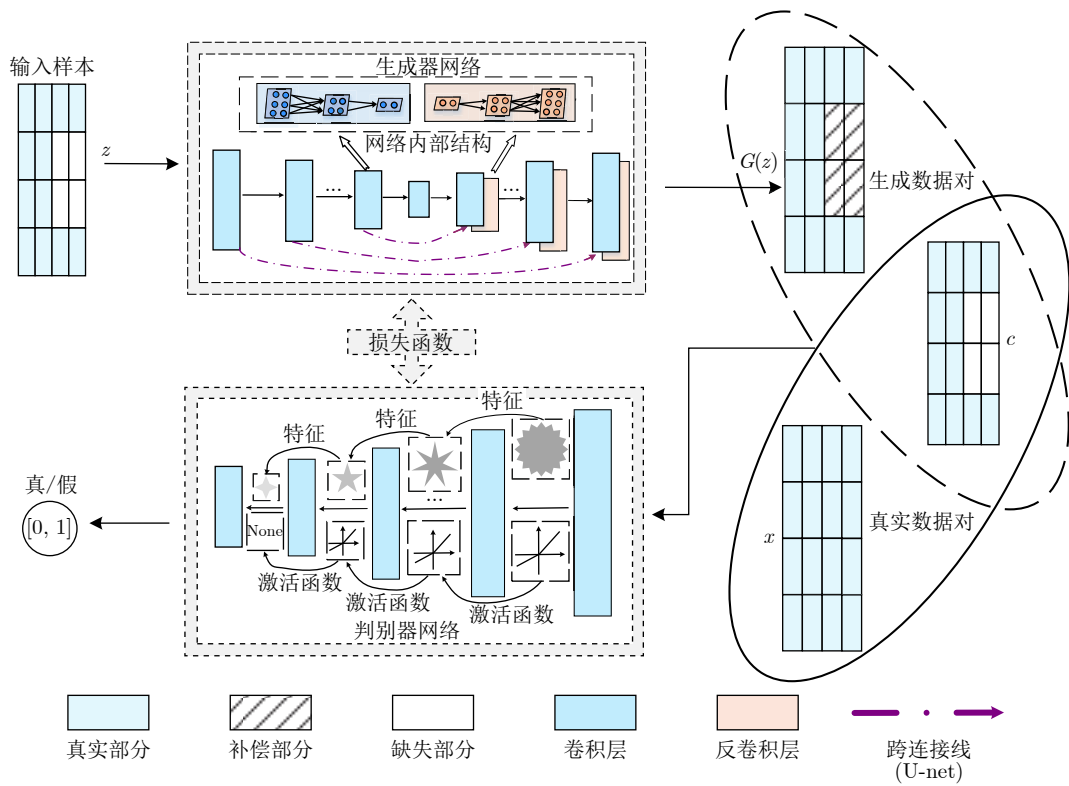 输入样本
z
生成器网络
网络内部结构
...
...
G(z)
生成数据对
c
损失函数
特征
特征
特征
...
None
激活函数
激活函数
激活函数
判别器网络
真/假
[0, 1]
x
真实数据对
真实部分
补偿部分
缺失部分
卷积层
反卷积层
跨连接线
(U-net)